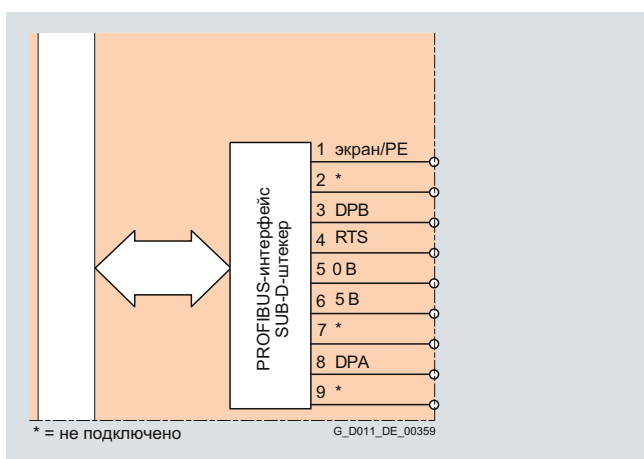 PROFIBUS-интерфейс
SUB-D-штекер
1 экран/PE
2 *
3 DPB
4 RTS
5 0 В
6 5 В
7 *
8 DPA
9 *
* = не подключено
G_D011_DE_00359